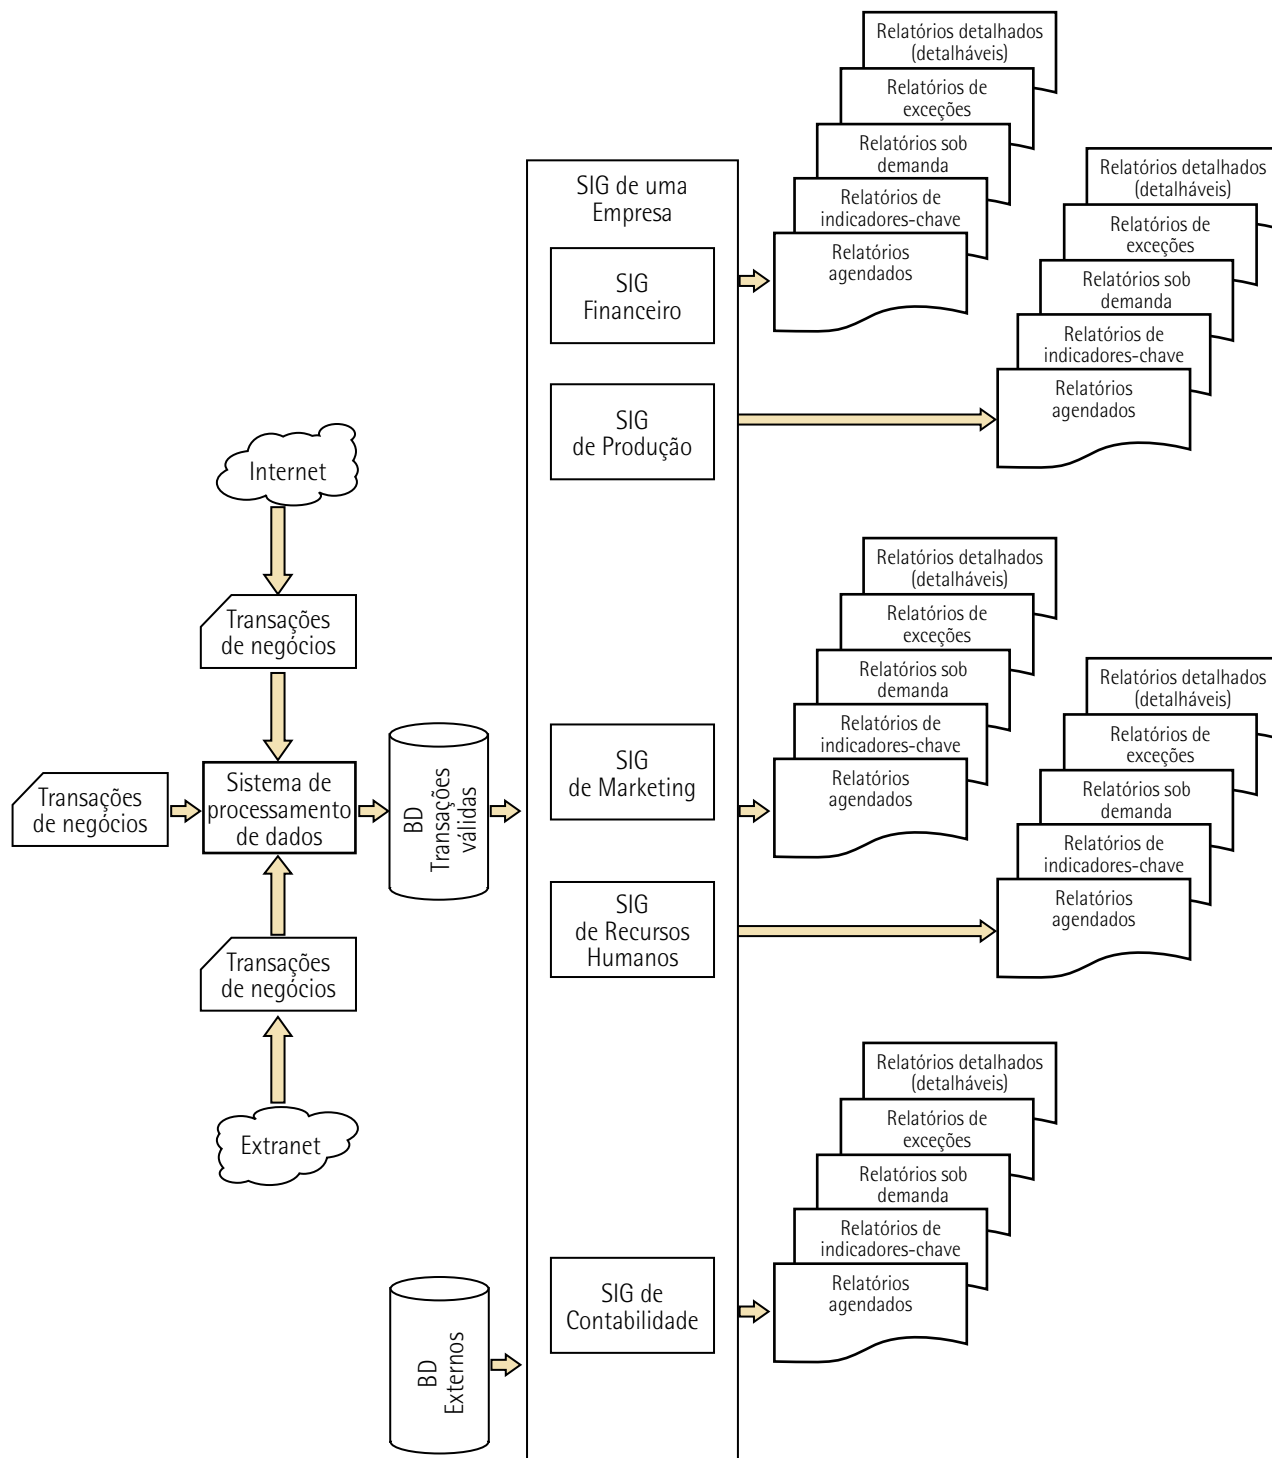 Relatórios detalhados
(detalháveis)
Relatórios de
exceções
Relatórios sob
demanda
Relatórios de
indicadores-chave
Relatórios
agendados
Relatórios detalhados
(detalháveis)
Relatórios de
exceções
Relatórios sob
demanda
Relatórios de
indicadores-chave
Relatórios
agendados
SIG de uma
Empresa
SIG
Financeiro
SIG
de Produção
Internet
Transações
de negócios
Transações
de negócios
Sistema de
processamento
de dados
BD
Transações
válidas
Transações
de negócios
Extranet
SIG
de Marketing
SIG
de Recursos
Humanos
Relatórios detalhados
(detalháveis)
Relatórios de
exceções
Relatórios sob
demanda
Relatórios de
indicadores-chave
Relatórios
agendados
Relatórios detalhados
(detalháveis)
Relatórios de
exceções
Relatórios sob
demanda
Relatórios de
indicadores-chave
Relatórios
agendados
BD
Externos
SIG de
Contabilidade
Relatórios detalhados
(detalháveis)
Relatórios de
exceções
Relatórios sob
demanda
Relatórios de
indicadores-chave
Relatórios
agendados